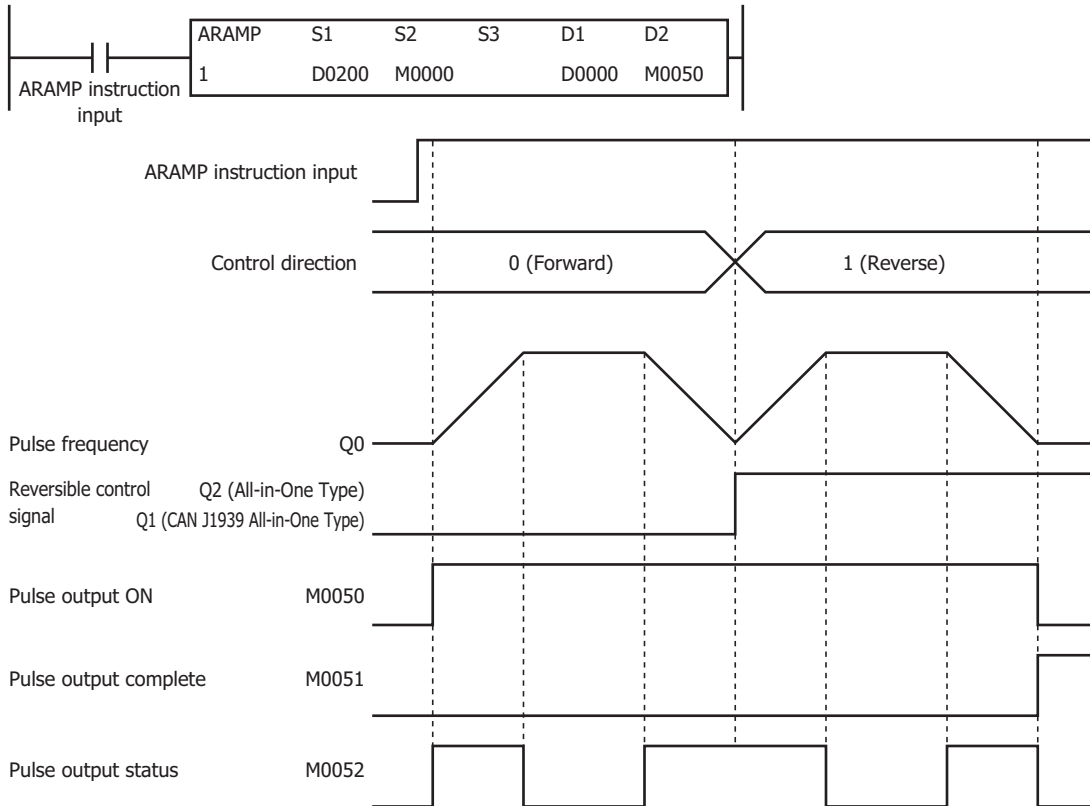 ARAMP S1 S2 S3 D1 D2
1 D0200 M0000 D0000 M0050
ARAMP instruction
input
ARAMP instruction input
Control direction 0 (Forward) 1 (Reverse)
Pulse frequency Q0
Reversible control Q2 (All-in-One Type)
signal Q1 (CAN J1939 All-in-One Type)
Pulse output ON M0050
Pulse output complete M0051
Pulse output status M0052